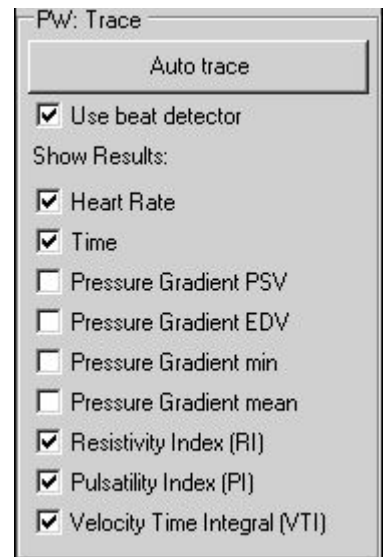 PW: Trace
Auto trace
Use beat detector
Show Results:
Heart Rate
Time
Pressure Gradient PSV
Pressure Gradient EDV
Pressure Gradient min
Pressure Gradient mean
Resistivity Index (RI)
Pulsatility Index (PI)
Velocity Time Integral (VTI)